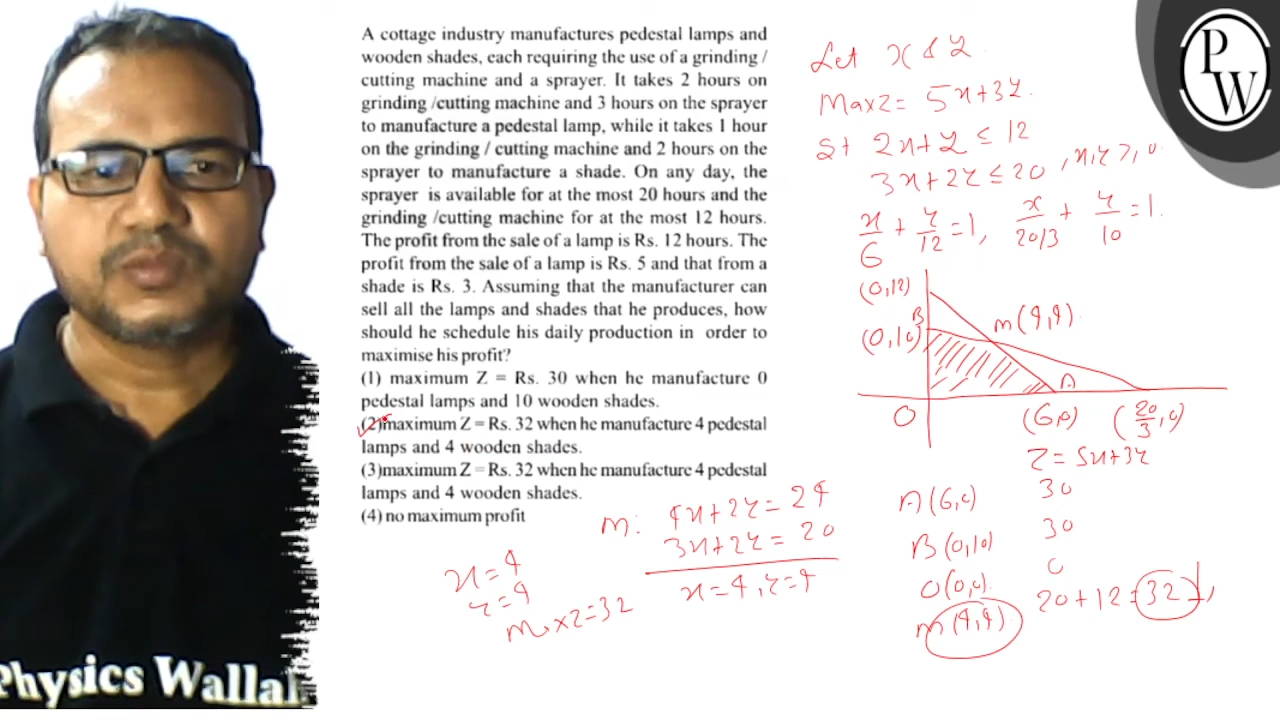 A cottage industry manufactures pedestal lamps and
wooden shades, each requiring the use of a grinding /
cutting machine and a sprayer. It takes 2 hours on
grinding /cutting machine and 3 hours on the sprayer
to manufacture a pedestal lamp, while it takes 1 hour
on the grinding / cutting machine and 2 hours on the
sprayer to manufacture a shade. On any day, the
sprayer is available for at the most 20 hours and the
grinding /cutting machine for at the most 12 hours.
The profit from the sale of a lamp is Rs. 12 hours. The
profit from the sale of a lamp is Rs. 5 and that from a
shade is Rs. 3. Assuming that the manufacturer can
sell all the lamps and shades that he produces, how
should he schedule his daily production in order to
maximise his profit?
(1) maximum Z = Rs. 30 when he manufacture 0
pedestal lamps and 10 wooden shades.
(2)maximum Z = Rs. 32 when he manufacture 4 pedestal
lamps and 4 wooden shades.
(3)maximum Z = Rs. 32 when he manufacture 4 pedestal
lamps and 4 wooden shades.
(4) no maximum profit
x=4
y=4
Max z=32
M: 4x+2y=24
3x+2y=20
x=4, y=4
Let x & y
Max z= 5x+3y.
St 2x+y ≤ 12
3x+2y ≤ 20, x,y ≥, 0
x/6 + y/12 =1, x/20/3 + y/10 =1.
(0,12)
B
(0,10)
M(4,4)
A
O
(6,0)
(20/3,0)
Z= 5x+3y
A(6,0) 30
B(0,10) 30
O(0,0) 0
M(4,4) 20+12=32
PW
Physics Wallah